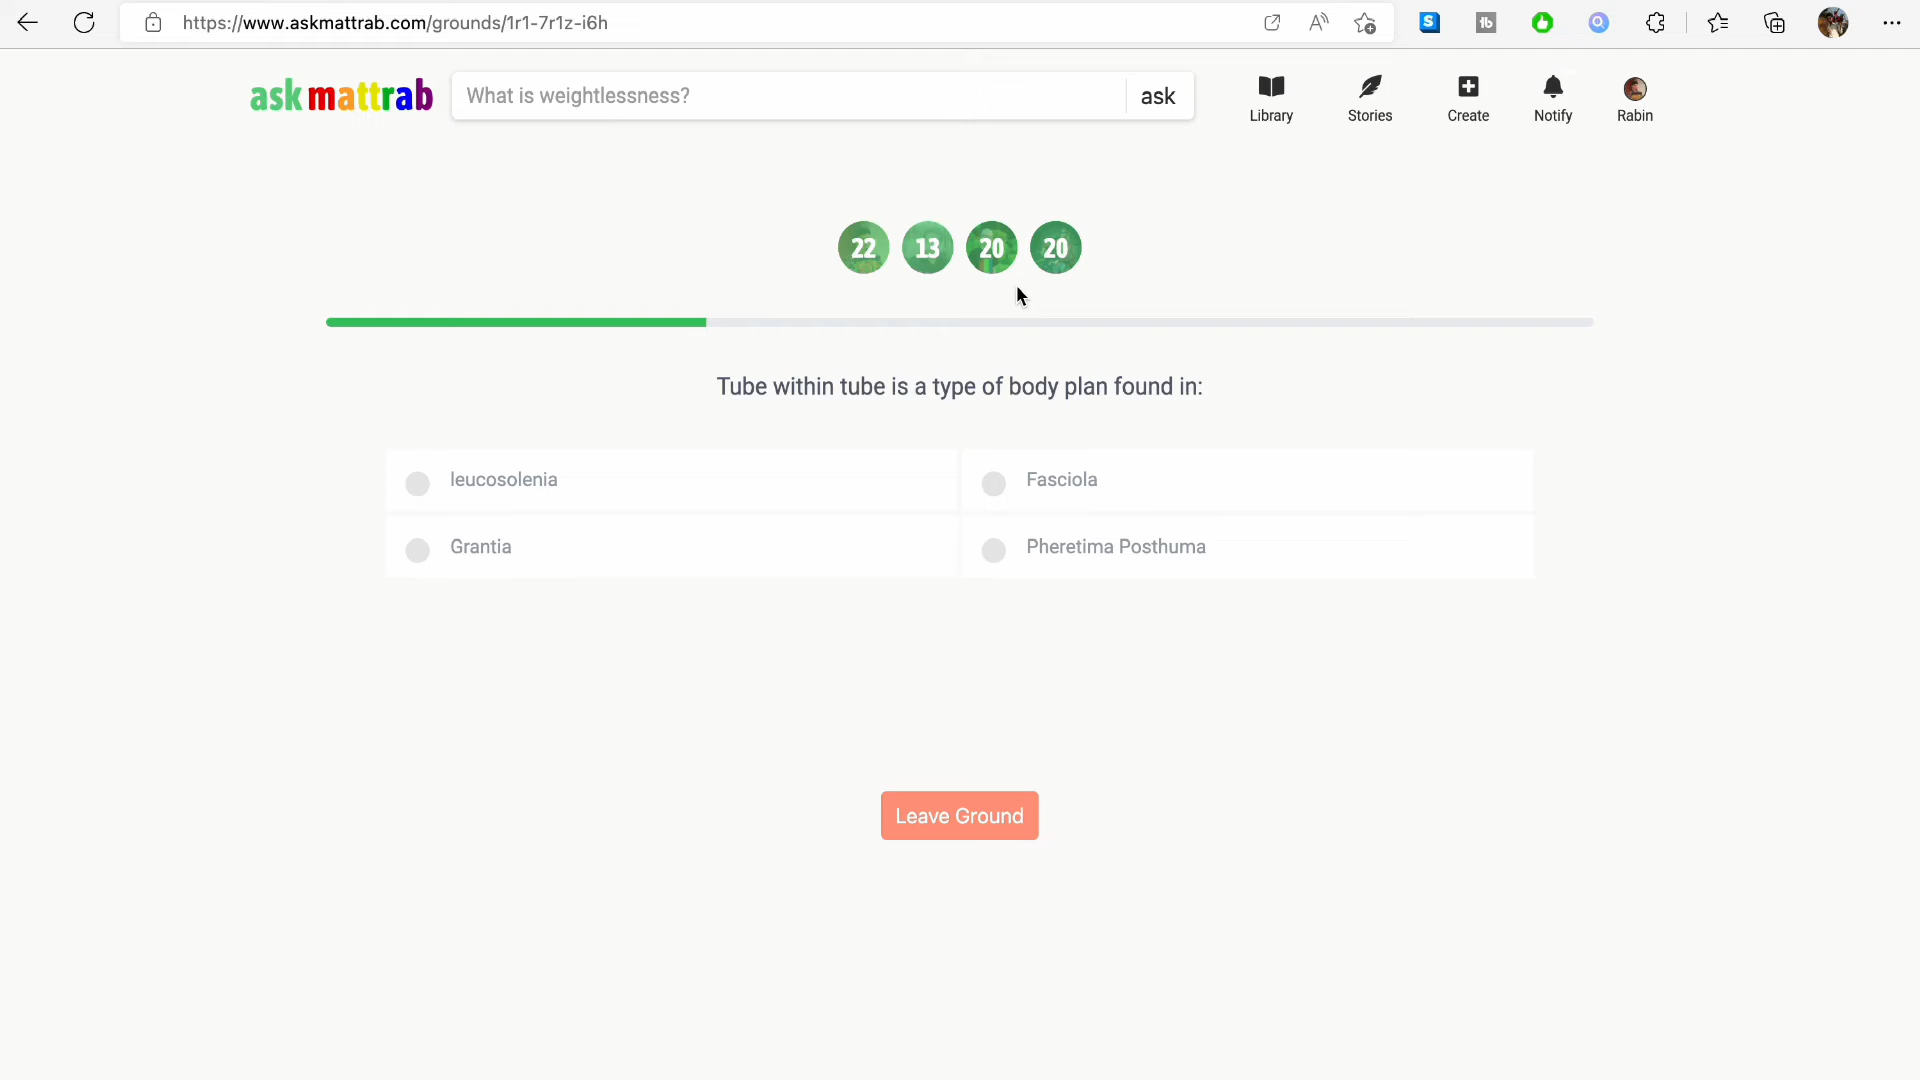 https://www.askmattrab.com/grounds/1r1-7r1z-i6h
askmattrab
What is weightlessness?
ask
Library
Stories
Create
Notify
Rabin
22 13 20 20
Tube within tube is a type of body plan found in:
leucosolenia
Fasciola
Grantia
Pheretima Posthuma
Leave Ground